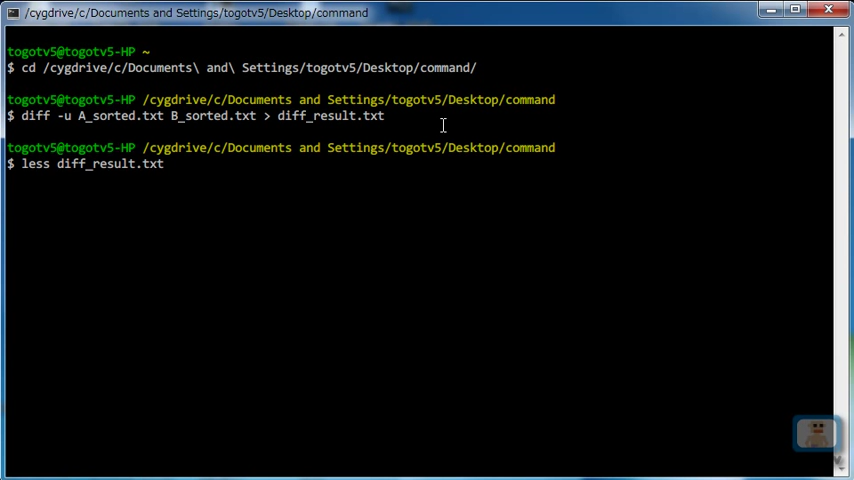 /cygdrive/c/Documents and Settings/togotv5/Desktop/command
togotv5@togotv5-HP ~
$ cd /cygdrive/c/Documents\ and\ Settings/togotv5/Desktop/command/
togotv5@togotv5-HP /cygdrive/c/Documents and Settings/togotv5/Desktop/command
$ diff -u A_sorted.txt B_sorted.txt > diff_result.txt
togotv5@togotv5-HP /cygdrive/c/Documents and Settings/togotv5/Desktop/command
$ less diff_result.txt